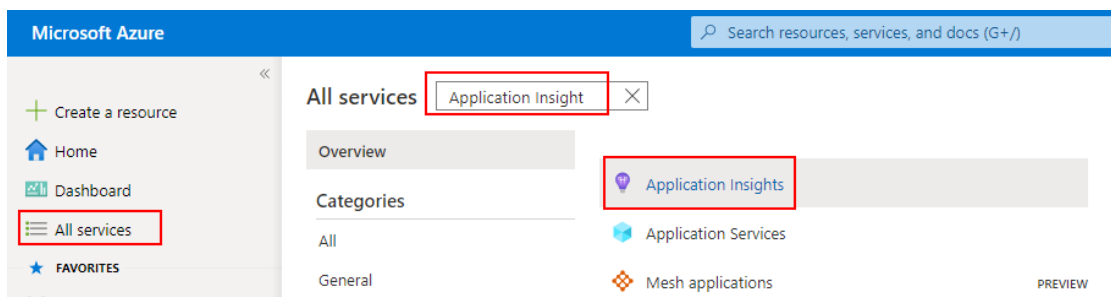 Microsoft Azure
Search resources, services, and docs (G+/)
«
Create a resource
Home
Dashboard
All services
FAVORITES
All services
Application Insight
Overview
Categories
All
General
Application Insights
Application Services
Mesh applications
PREVIEW